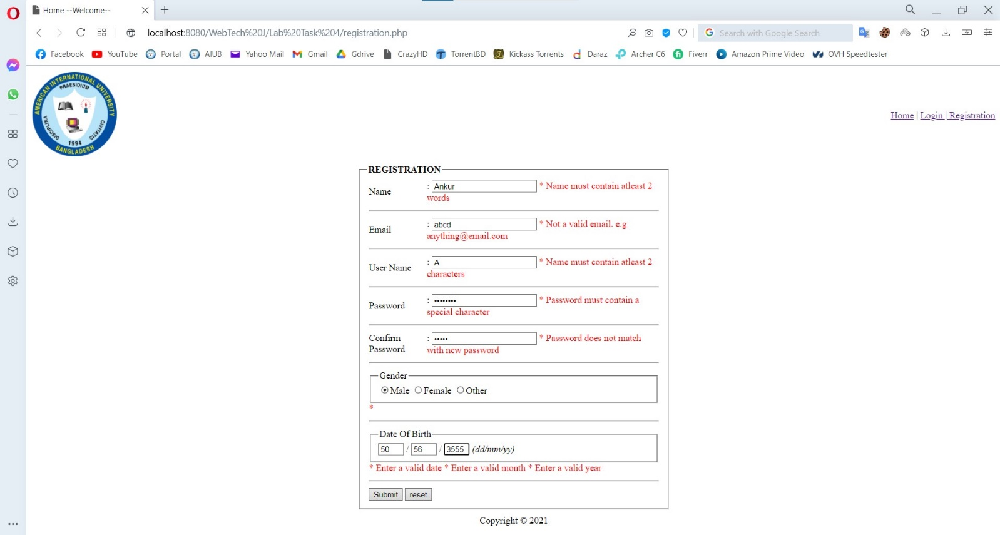 Home --Welcome--
localhost:8080/WebTech%20J/Lab%20Task%204/registration.php
Search with Google Search
Facebook YouTube Portal AIUB Yahoo Mail Gmail Gdrive CrazyHD TorrentBD Kickass Torrents Daraz Archer C6 Fiverr Amazon Prime Video OVH Speedtester
AMERICAN INTERNATIONAL UNIVERSITY
PRAESIDIUM
DISCIPLINA
CIVITATIS
1994
BANGLADESH
Home | Login | Registration
REGISTRATION
Name : Ankur * Name must contain atleast 2
words
Email : abcd * Not a valid email. e.g
anything@email.com
User Name : A * Name must contain atleast 2
characters
Password : •••••••• * Password must contain a
special character
Confirm
Password : ••••• * Password does not match
with new password
Gender
Male Female Other
*
Date Of Birth
50 / 56 / 3555 (dd/mm/yy)
* Enter a valid date * Enter a valid month * Enter a valid year
Submit reset
Copyright © 2021